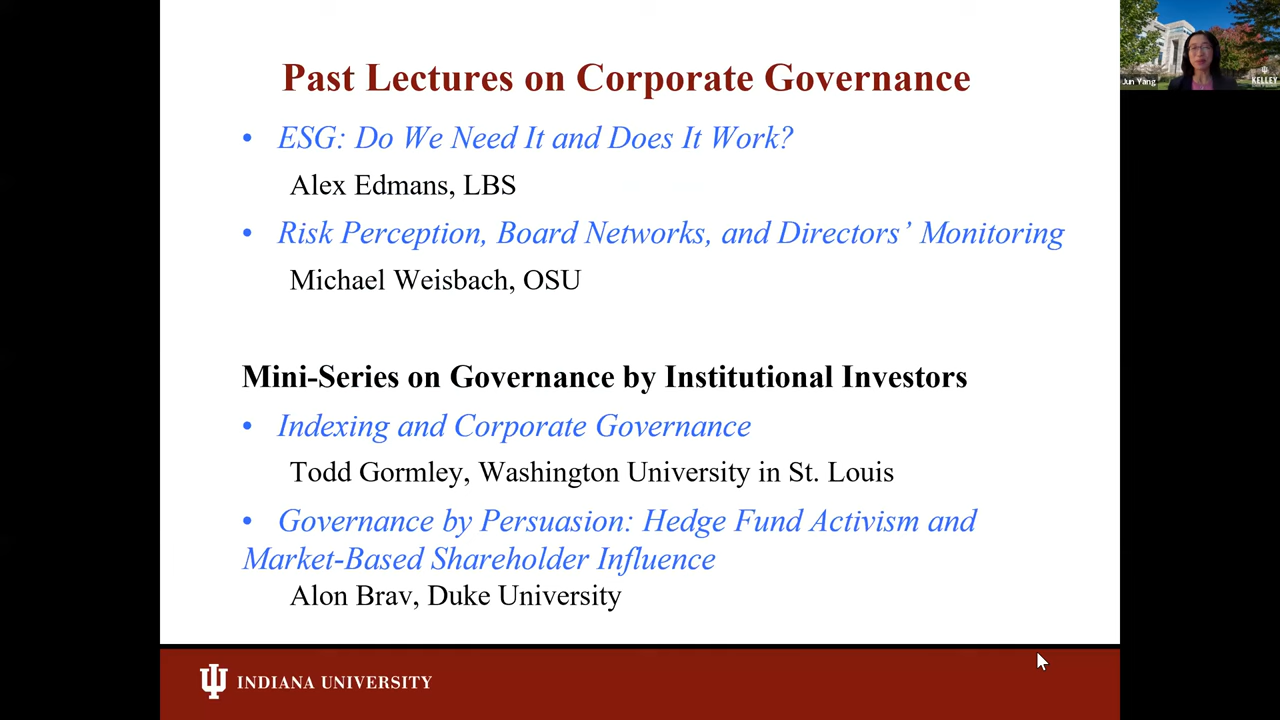 Past Lectures on Corporate Governance
• ESG: Do We Need It and Does It Work?
Alex Edmans, LBS
• Risk Perception, Board Networks, and Directors’ Monitoring
Michael Weisbach, OSU
Mini-Series on Governance by Institutional Investors
• Indexing and Corporate Governance
Todd Gormley, Washington University in St. Louis
• Governance by Persuasion: Hedge Fund Activism and
Market-Based Shareholder Influence
Alon Brav, Duke University
INDIANA UNIVERSITY
Jun Yang
KELLEY